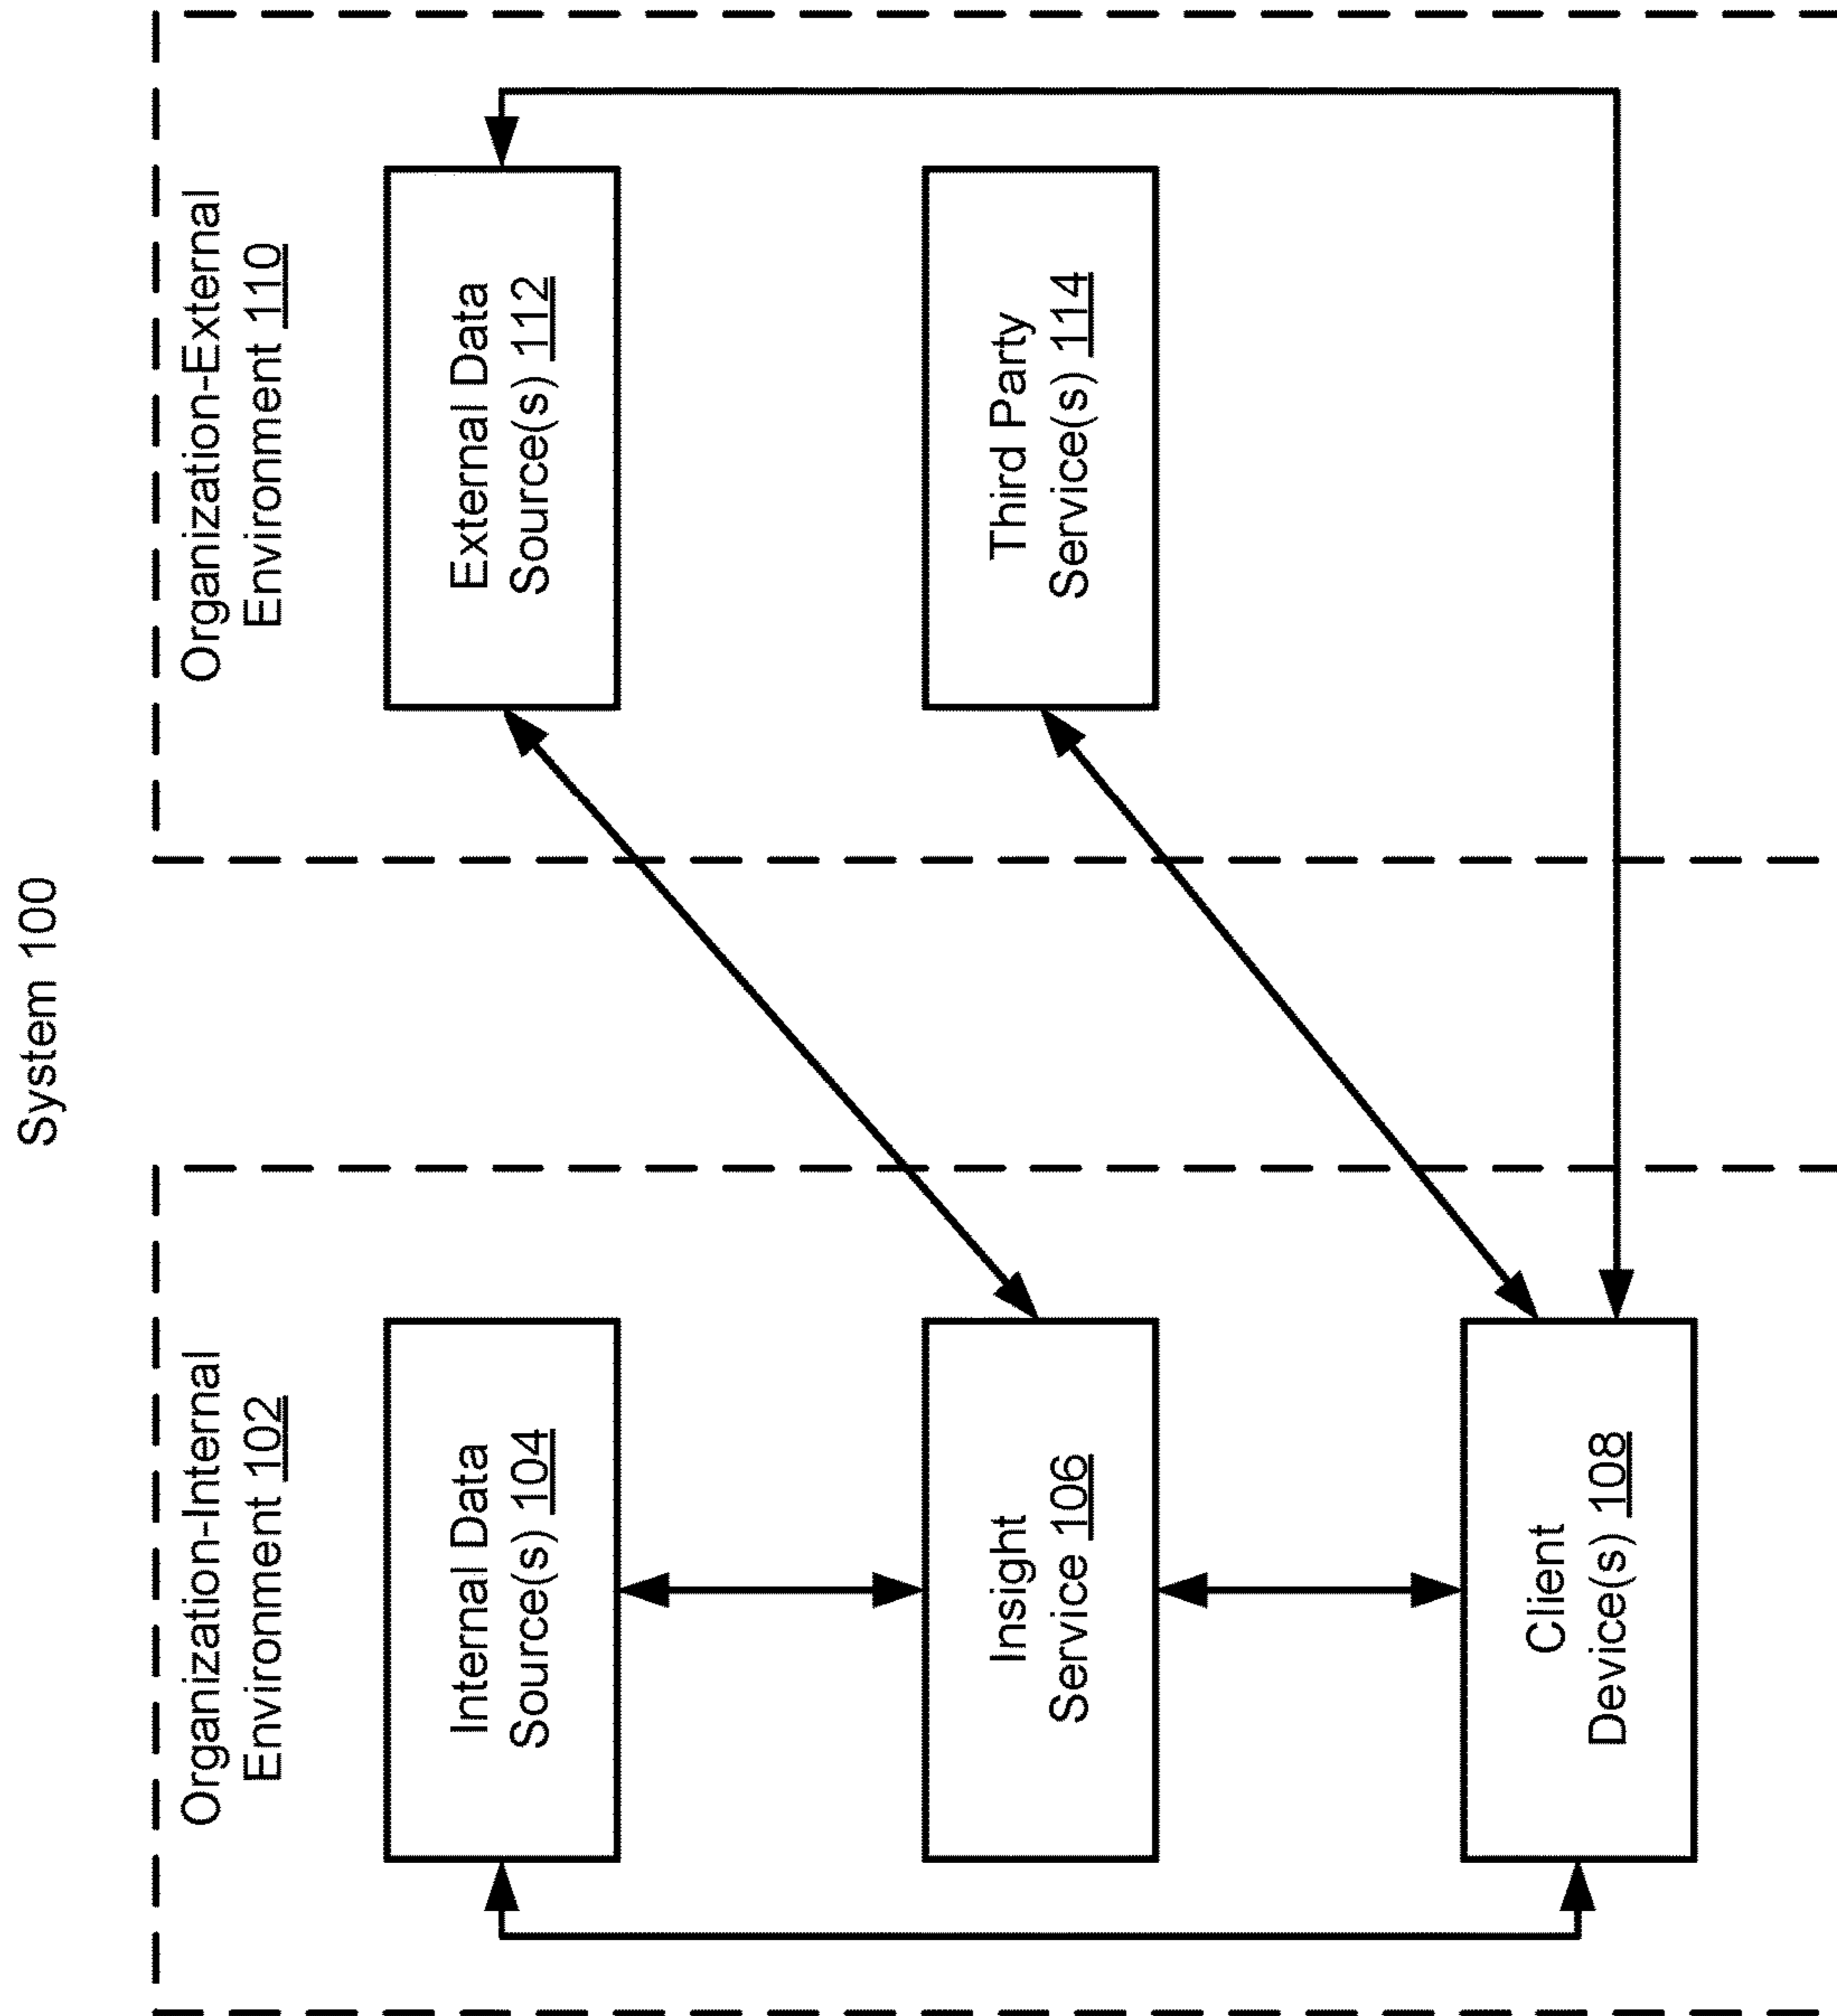 System 100
Organization-Internal
Environment 102
Internal Data
Source(s) 104
Insight
Service 106
Client
Device(s) 108
Organization-External
Environment 110
External Data
Source(s) 112
Third Party
Service(s) 114